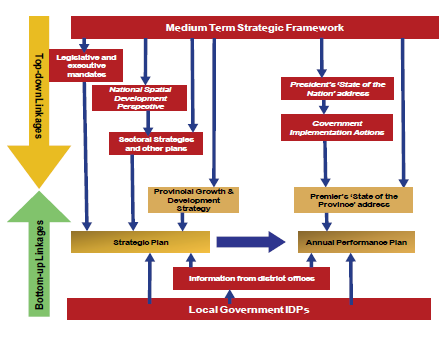 Medium Term Strategic Framework
Top-down Linkages
Legislative and
executive
mandates
National Spatial
Development
Perspective
Sectoral Strategies
and other plans
President's 'State of the
Nation' address
Government
Implementation Actions
Provincial Growth &
Development
Strategy
Premier's 'State of the
Province' address
Bottom-up Linkages
Strategic Plan
Annual Performance Plan
Information from district offices
Local Government IDPs